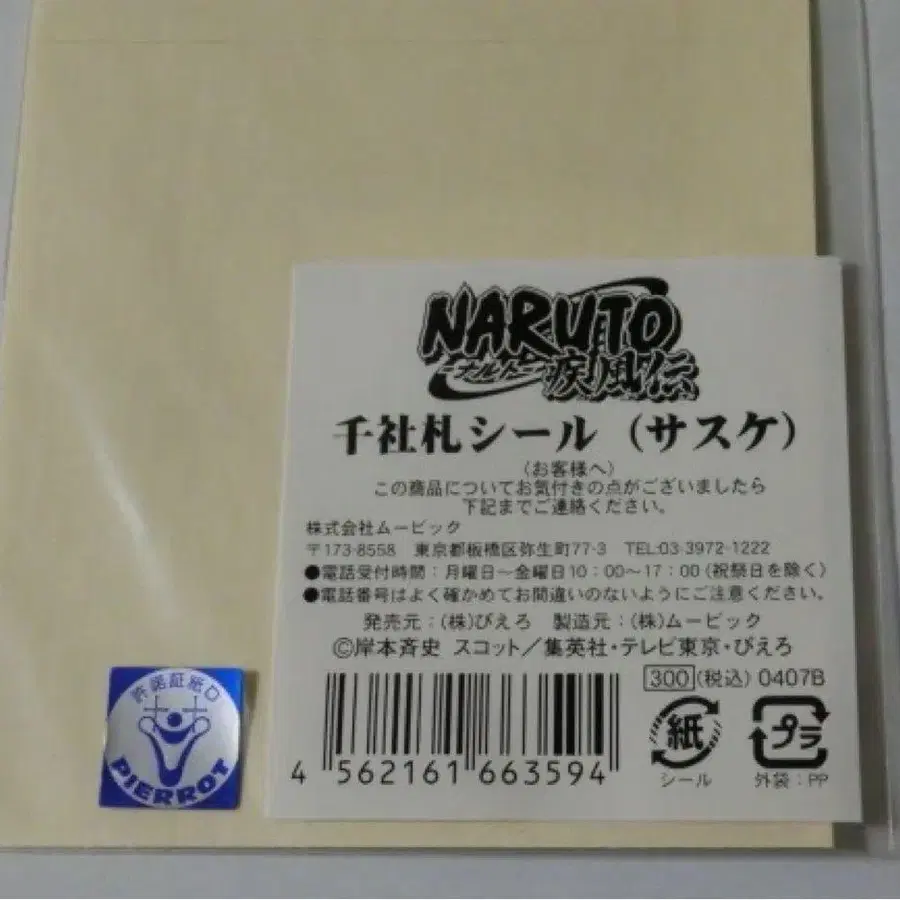 NARUTO
-ナルト-
疾風伝
千社札シール（サスケ）
（お客様へ）
この商品についてお気付きの点がございましたら
下記までご連絡ください。
株式会社ムービック
〒173-8558 東京都板橋区弥生町77-3 TEL:03-3972-1222
●電話受付時間：月曜日～金曜日10：00～17：00（祝祭日を除く）
●電話番号はよく確かめてお間違いのないようにご注意ください。
発売元：（株）ぴえろ 製造元：（株）ムービック
©岸本斉史 スコット／集英社・テレビ東京・ぴえろ
300（税込）0407B
4 562161 663594
紙
シール
プラ
外袋：PP
許諾証紙D
PIERROT